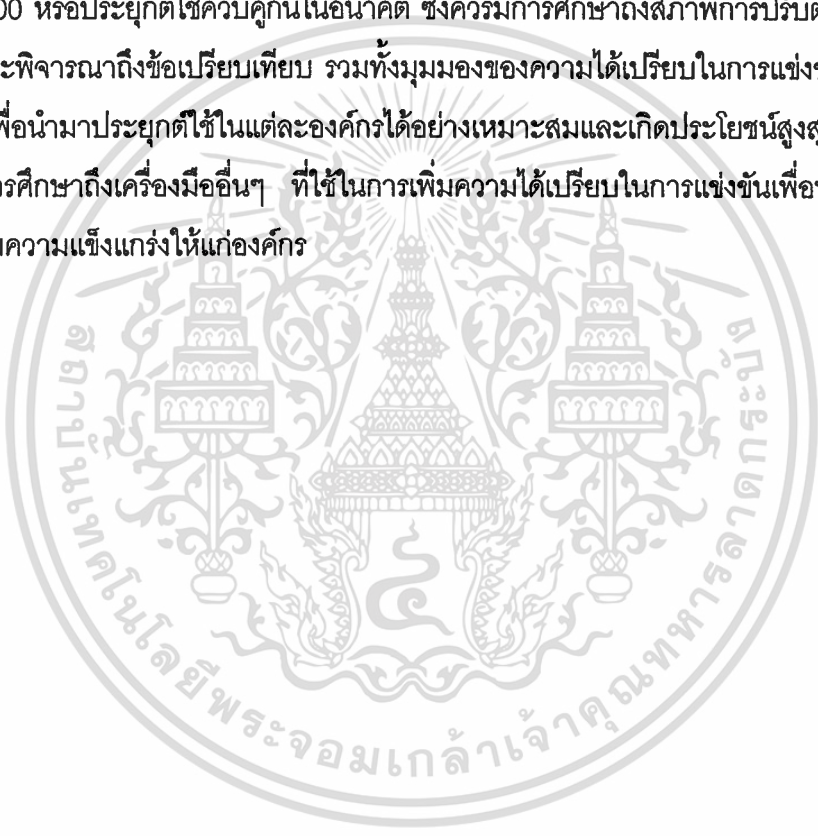 00 หรือประยุกต์ใช้ควบคู่กันในอนาคต ซึ่งควรมีการศึกษาถึงสภาพการปรับต
ะพิจารณาถึงข้อเปรียบเทียบ รวมทั้งมุมมองของความได้เปรียบในการแข่งข
พื่อนำมาประยุกต์ใช้ในแต่ละองค์กรได้อย่างเหมาะสมและเกิดประโยชน์สูงสุ
ารศึกษาถึงเครื่องมืออื่นๆ ที่ใช้ในการเพิ่มความได้เปรียบในการแข่งขันเพื่อ
มความแข็งแกร่งให้แก่องค์กร
สถาบันเทคโนโลยีพระจอมเกล้าเจ้าคุณทหารลาดกระบัง